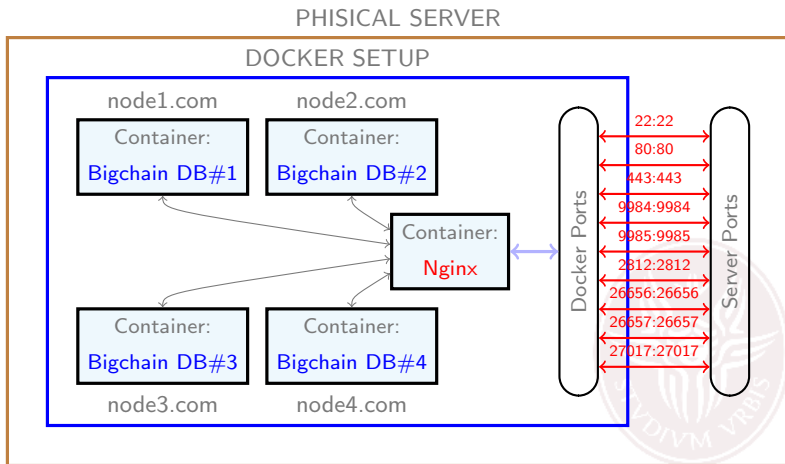 PHISICAL SERVER
DOCKER SETUP
node1.com
node2.com
Container:
Bigchain DB#1
Container:
Bigchain DB#2
Container:
Nginx
Container:
Bigchain DB#3
Container:
Bigchain DB#4
node3.com
node4.com
Docker Ports
22:22
80:80
443:443
9984:9984
9985:9985
2812:2812
26656:26656
26657:26657
27017:27017
Server Ports
STVDIVM VRBIS